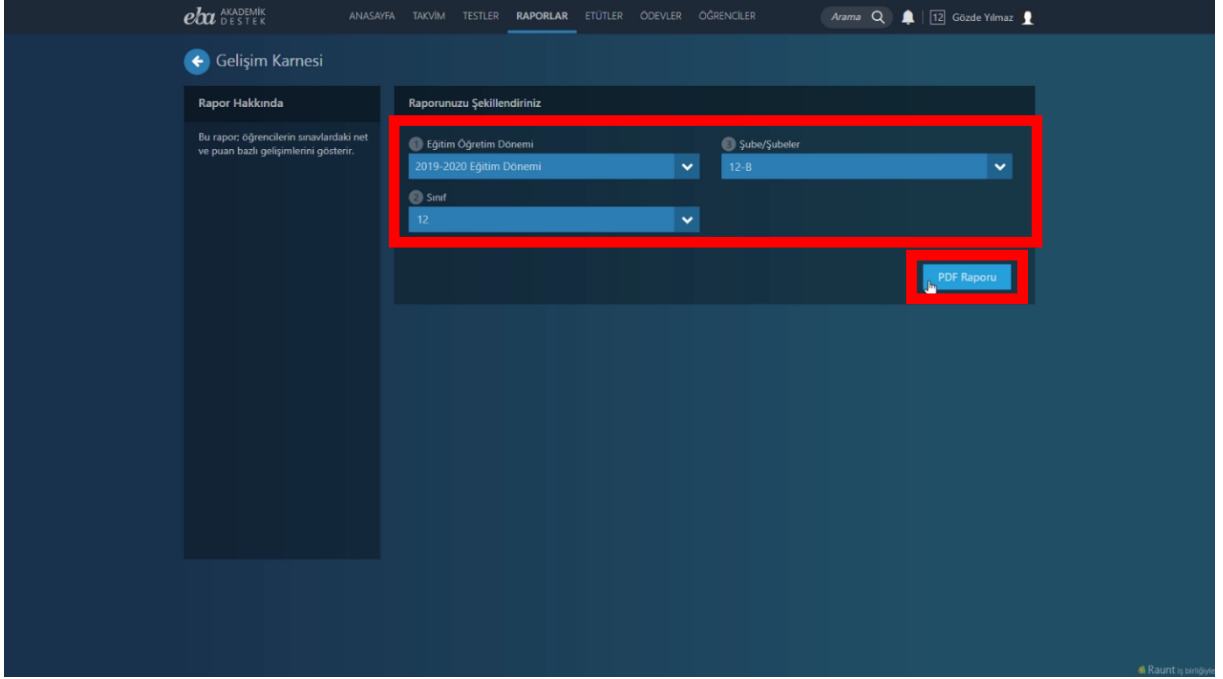 eba AKADEMİK DESTEK
ANASAYFA TAKVİM TESTLER RAPORLAR ETÜTLER ÖDEVLER ÖĞRENCİLER
Arama 12 Gözde Yılmaz
Gelişim Karnesi
Rapor Hakkında
Bu rapor; öğrencilerin sınavlardaki net
ve puan bazlı gelişimlerini gösterir.
Raporunuzu Şekillendiriniz
1 Eğitim Öğretim Dönemi
2019-2020 Eğitim Dönemi
2 Sınıf
12
3 Şube/Şubeler
12-B
PDF Raporu
Raunt iş birliğiyle